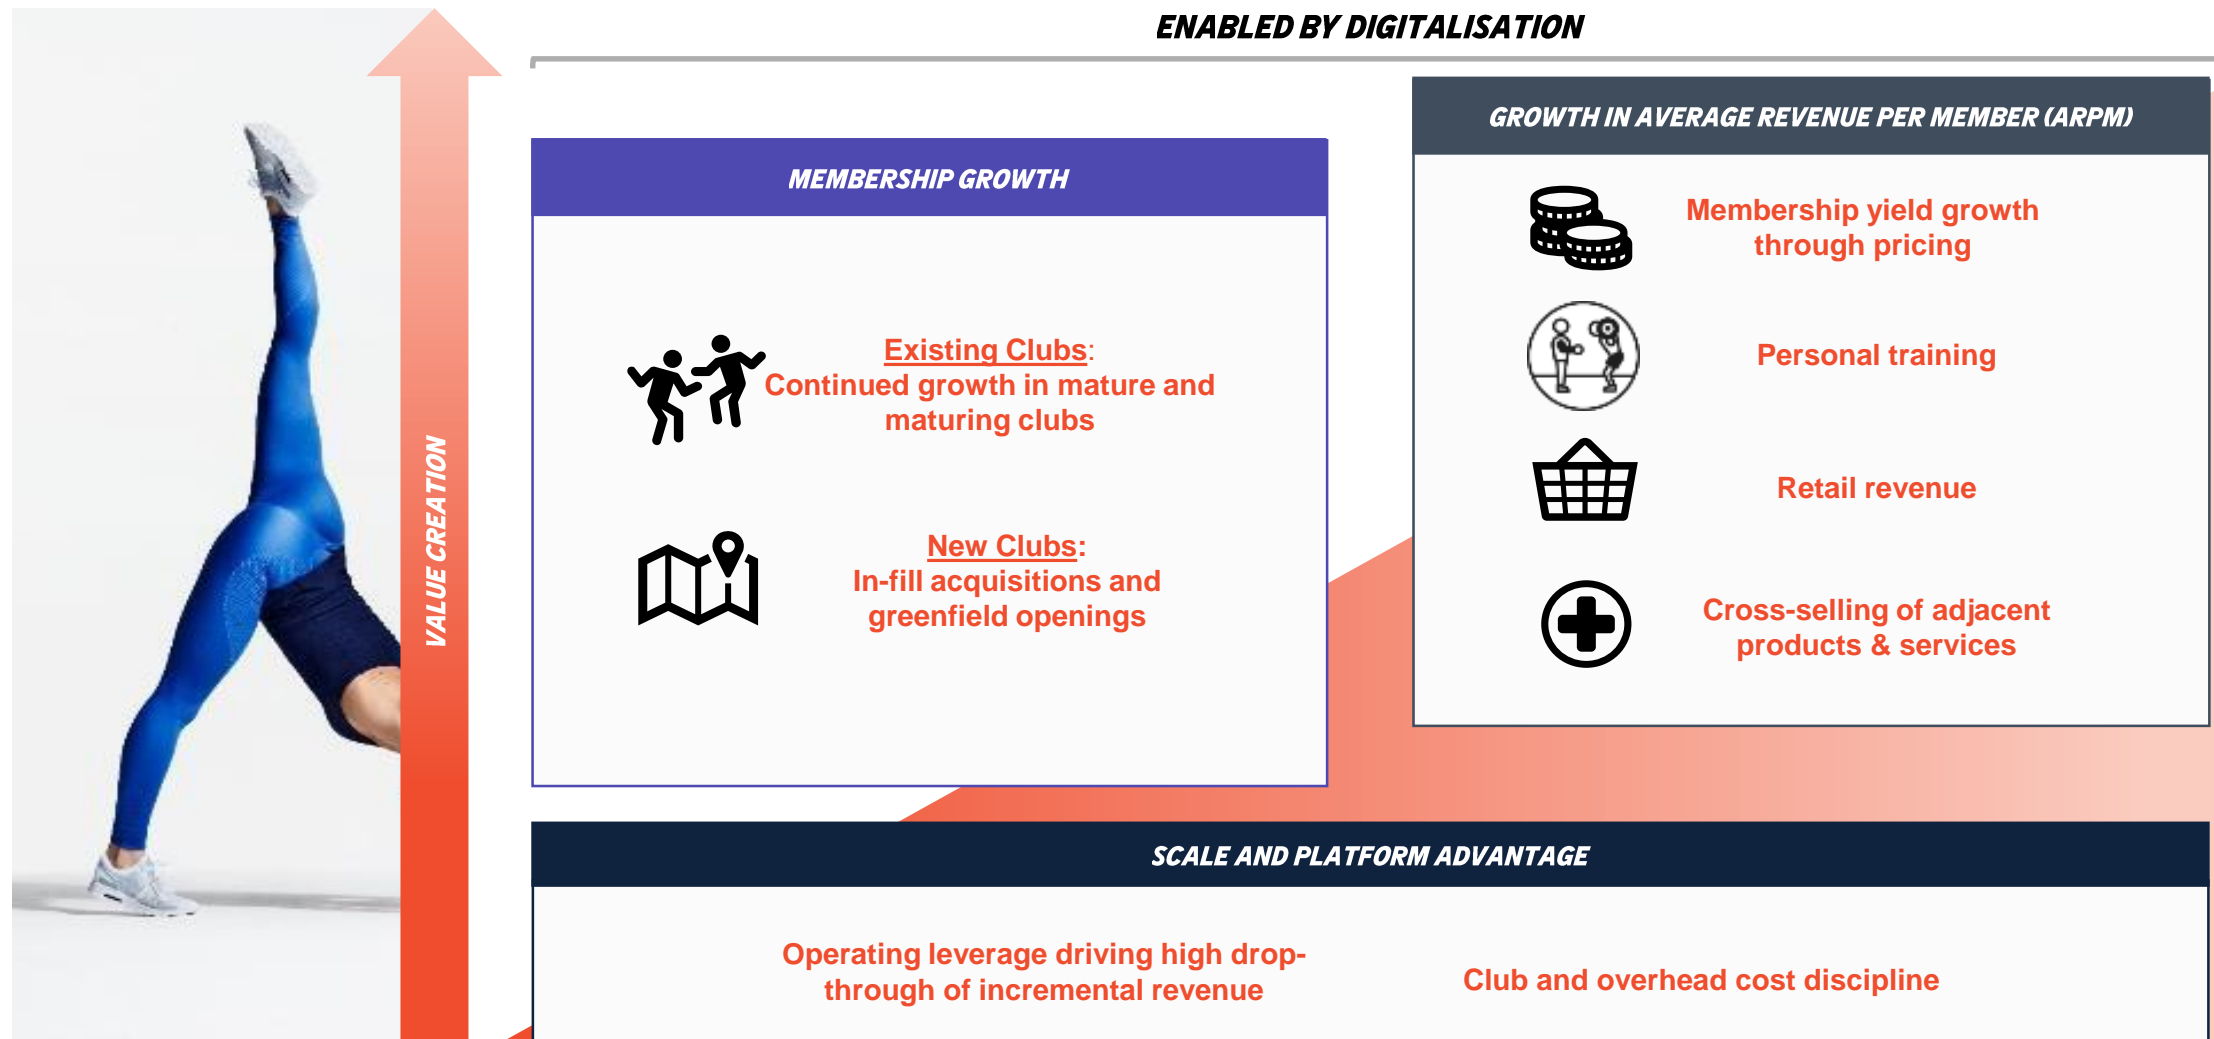 ENABLED BY DIGITALISATION
VALUE CREATION
MEMBERSHIP GROWTH
Existing Clubs:
Continued growth in mature and
maturing clubs
New Clubs:
In-fill acquisitions and
greenfield openings
GROWTH IN AVERAGE REVENUE PER MEMBER (ARPM)
Membership yield growth
through pricing
Personal training
Retail revenue
Cross-selling of adjacent
products & services
SCALE AND PLATFORM ADVANTAGE
Operating leverage driving high drop-
through of incremental revenue
Club and overhead cost discipline